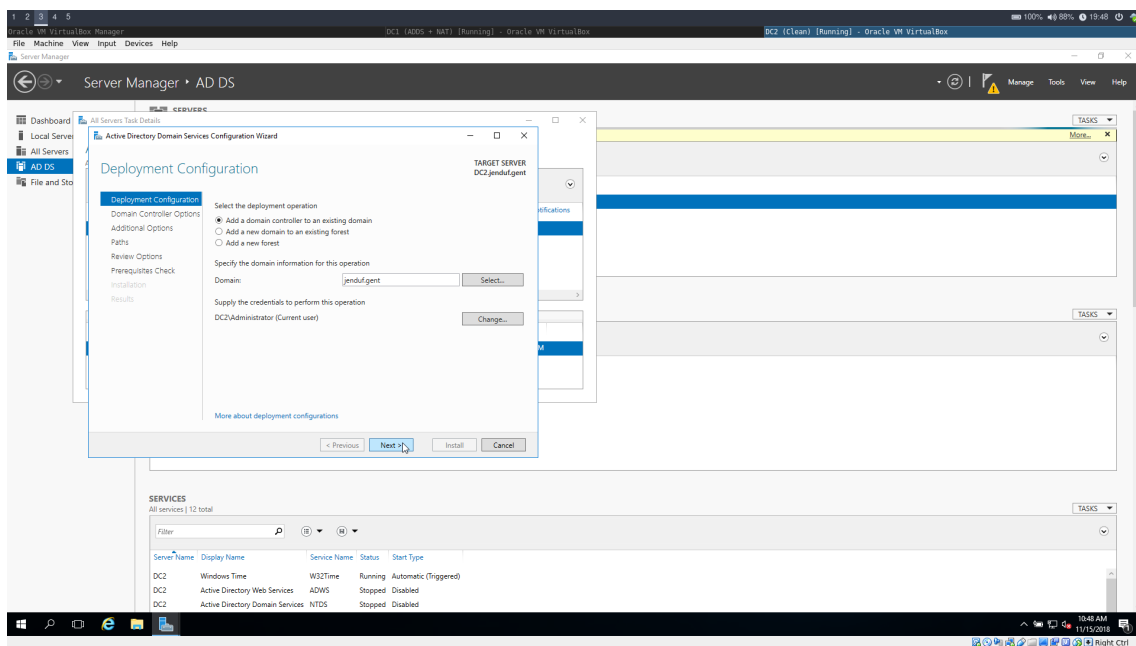 1 2 3 4 5
100% 88% 19:48
Oracle VM VirtualBox Manager
DC1 (ADDS + NAT) [Running] - Oracle VM VirtualBox
DC2 (Clean) [Running] - Oracle VM VirtualBox
File Machine View Input Devices Help
Server Manager
Server Manager • AD DS
Manage Tools View Help
Dashboard
Local Server
All Servers
AD DS
File and Sto
SERVERS
TASKS
More...
All Servers Task Details
Active Directory Domain Services Configuration Wizard
Deployment Configuration
TARGET SERVER
DC2.jenduf.gent
Deployment Configuration
Domain Controller Options
Additional Options
Paths
Review Options
Prerequisites Check
Installation
Results
Select the deployment operation
Add a domain controller to an existing domain
Add a new domain to an existing forest
Add a new forest
Specify the domain information for this operation
Domain: jenduf.gent Select...
Supply the credentials to perform this operation
DC2\Administrator (Current user) Change...
More about deployment configurations
< Previous Next > Install Cancel
otifications
M
TASKS
SERVICES
All services | 12 total
TASKS
Filter
Server Name Display Name Service Name Status Start Type
DC2 Windows Time W32Time Running Automatic (Triggered)
DC2 Active Directory Web Services ADWS Stopped Disabled
DC2 Active Directory Domain Services NTDS Stopped Disabled
10:48 AM
11/15/2018
Right Ctrl